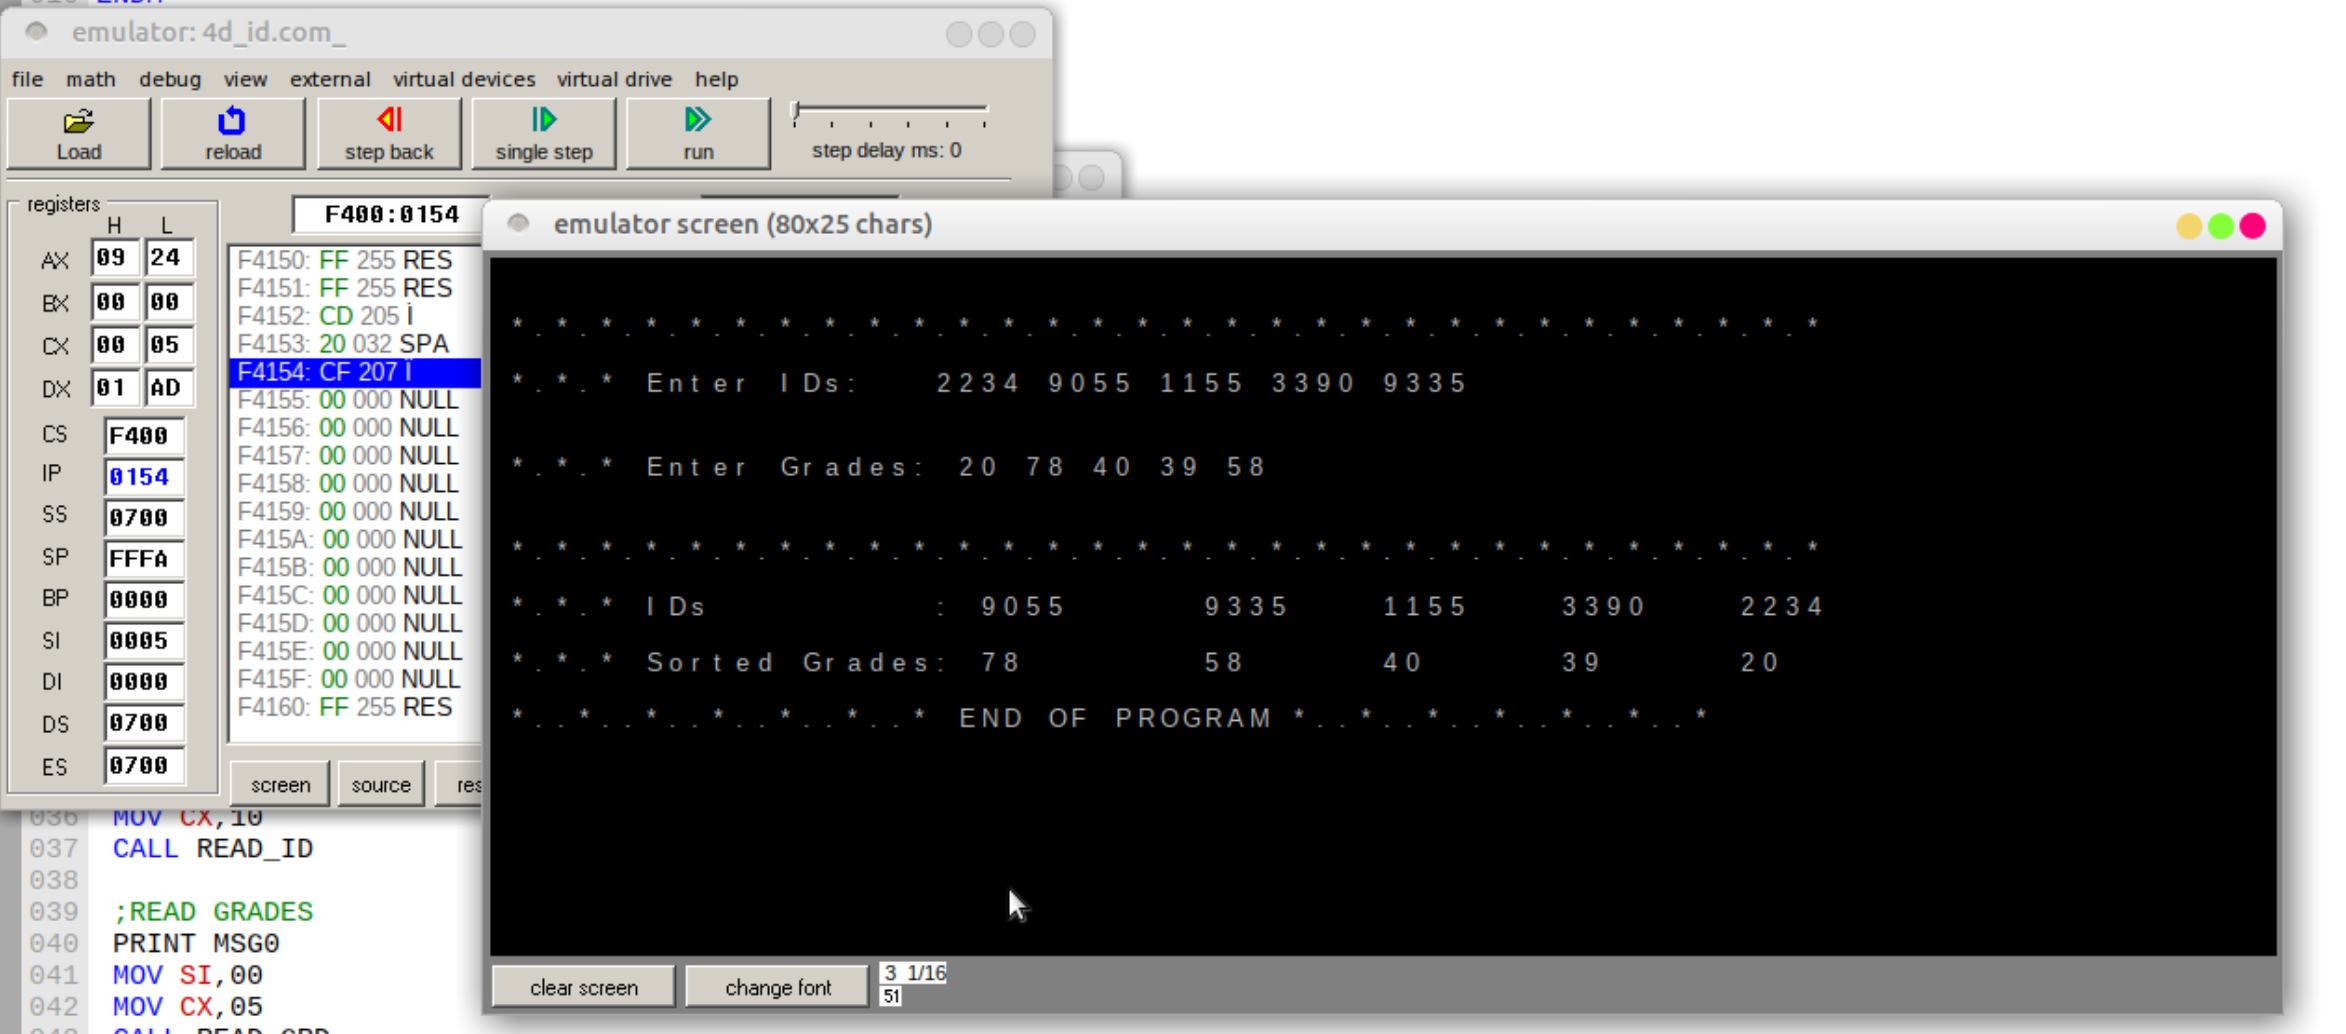 ENDM
emulator: 4d_id.com_
file math debug view external virtual devices virtual drive help
Load reload step back single step run step delay ms: 0
registers
H L
F400:0154
AX 09 24
BX 00 00
CX 00 05
DX 01 AD
CS F400
IP 0154
SS 0700
SP FFFA
BP 0000
SI 0005
DI 0000
DS 0700
ES 0700
F4150: FF 255 RES
F4151: FF 255 RES
F4152: CD 205 Í
F4153: 20 032 SPA
F4154: CF 207 Ï
F4155: 00 000 NULL
F4156: 00 000 NULL
F4157: 00 000 NULL
F4158: 00 000 NULL
F4159: 00 000 NULL
F415A: 00 000 NULL
F415B: 00 000 NULL
F415C: 00 000 NULL
F415D: 00 000 NULL
F415E: 00 000 NULL
F415F: 00 000 NULL
F4160: FF 255 RES
screen source res
emulator screen (80x25 chars)
*.*.*.*.*.*.*.*.*.*.*.*.*.*.*.*.*.*.*.*.*.*.*.*.*.*.*.*.*.*
*.*.* Enter IDs: 2234 9055 1155 3390 9335
*.*.* Enter Grades: 20 78 40 39 58
*.*.*.*.*.*.*.*.*.*.*.*.*.*.*.*.*.*.*.*.*.*.*.*.*.*.*.*.*.*
*.*.* IDs : 9055 9335 1155 3390 2234
*.*.* Sorted Grades: 78 58 40 39 20
*..*..*..*..*..*..* END OF PROGRAM *..*..*..*..*..*..*
clear screen change font 3 1/16
51
036 MOV CX,10
037 CALL READ_ID
038
039 ;READ GRADES
040 PRINT MSG0
041 MOV SI,00
042 MOV CX,05